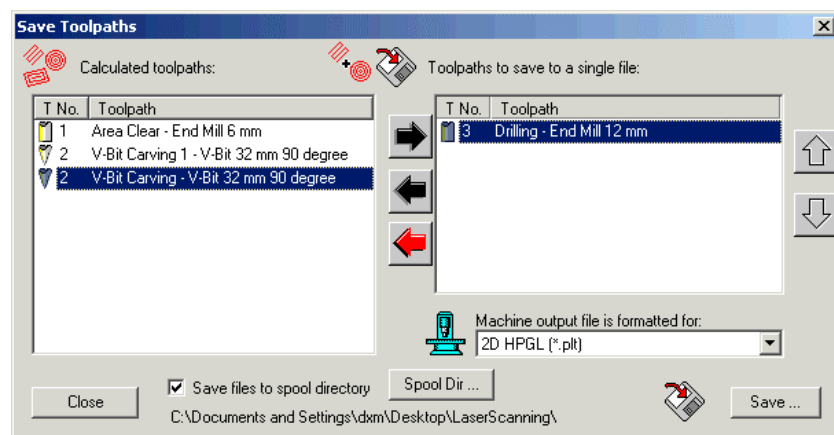 Save Toolpaths
Calculated toolpaths:
Toolpaths to save to a single file:
T No. Toolpath
1 Area Clear - End Mill 6 mm
2 V-Bit Carving 1 - V-Bit 32 mm 90 degree
2 V-Bit Carving - V-Bit 32 mm 90 degree
T No. Toolpath
3 Drilling - End Mill 12 mm
Machine output file is formatted for:
2D HPGL (*.plt)
Close
Save files to spool directory
Spool Dir ...
Save ...
C:\Documents and Settings\dxm\Desktop\LaserScanning\